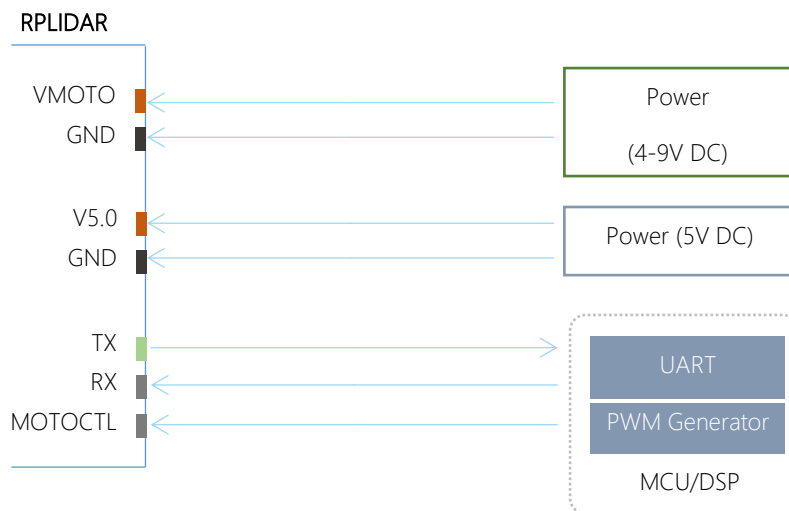 RPLIDAR
VMOTO
GND
Power
(4-9V DC)
V5.0
GND
Power (5V DC)
TX
RX
MOTOCTL
UART
PWM Generator
MCU/DSP